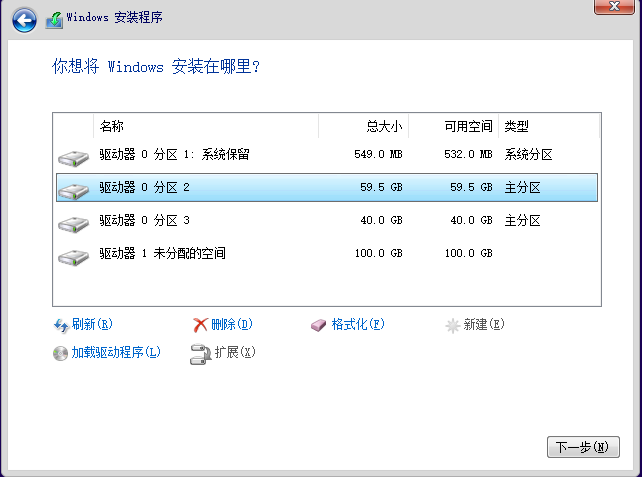 Windows 安装程序
你想将 Windows 安装在哪里?
名称 总大小 可用空间 类型
驱动器 0 分区 1: 系统保留 549.0 MB 532.0 MB 系统分区
驱动器 0 分区 2 59.5 GB 59.5 GB 主分区
驱动器 0 分区 3 40.0 GB 40.0 GB 主分区
驱动器 1 未分配的空间 100.0 GB 100.0 GB
刷新(R) 删除(D) 格式化(F) 新建(E)
加载驱动程序(L) 扩展(X)
下一步(N)